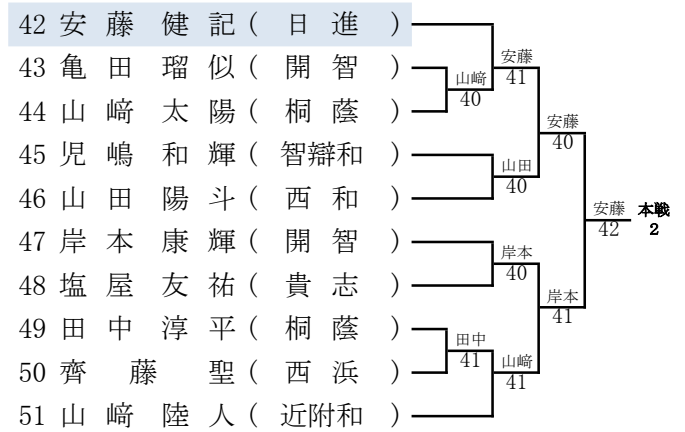 42 安藤健記(日進)
43 亀田瑠似(開智)
44 山﨑太陽(桐蔭)
45 児嶋和輝(智辯和)
46 山田陽斗(西和)
47 岸本康輝(開智)
48 塩屋友祐(貴志)
49 田中淳平(桐蔭)
50 齊藤聖(西浜)
51 山﨑陸人(近附和)
山﨑
40
田中
41
安藤
41
山田
40
岸本
40
山﨑
41
安藤
40
岸本
41
安藤
42
本戦
2